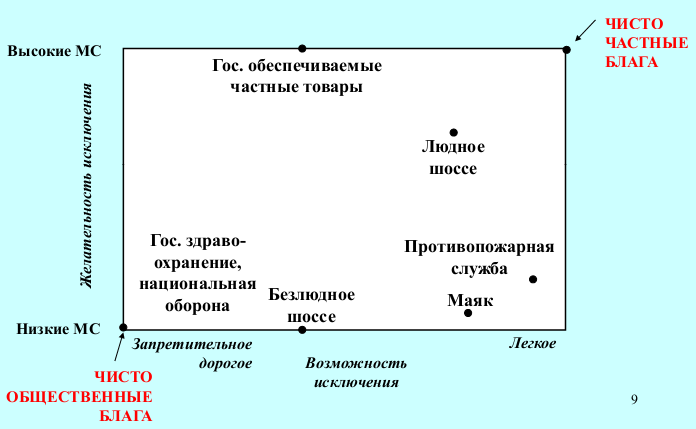 ЧИСТО
ЧАСТНЫЕ
БЛАГА
Высокие МС
Гос. обеспечиваемые
частные товары
Людное
шоссе
Желательность исключения
Гос. здраво-
охранение,
национальная
оборона
Противопожарная
служба
Безлюдное
шоссе
Маяк
Низкие МС
Запретительное
дорогое
Возможность
исключения
Легкое
ЧИСТО
ОБЩЕСТВЕННЫЕ
БЛАГА
9